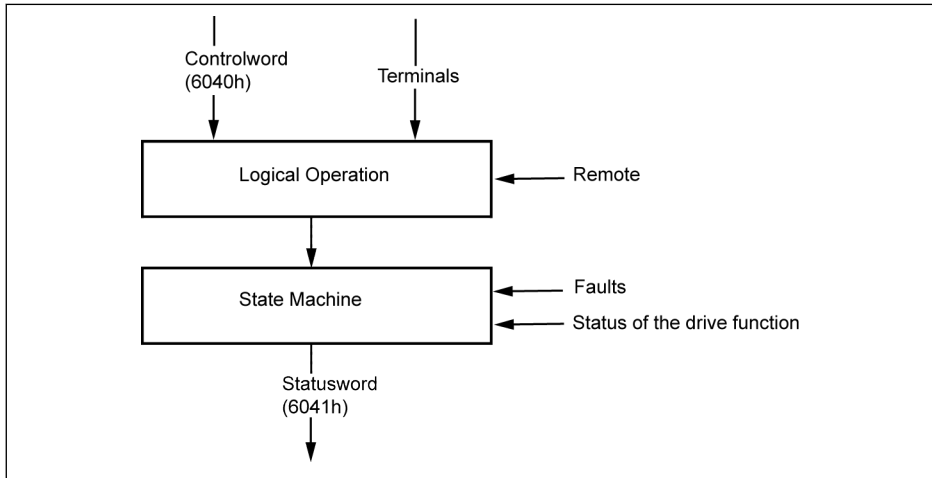 Controlword
(6040h)
Terminals
Logical Operation
Remote
State Machine
Faults
Status of the drive function
Statusword
(6041h)